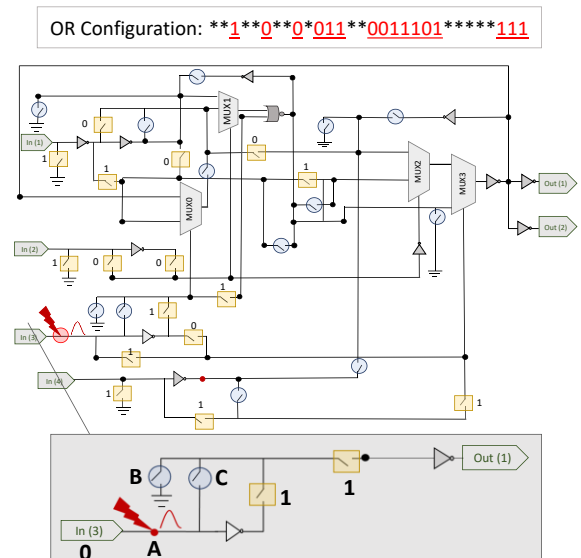 OR Configuration: **1**0**0*011**0011101*****111
MUX1
0
In (1)
0
1
0
1
1
MUX2
MUX3
Out (1)
MUX0
Out (2)
In (2)
1
0
0
1
1
In (3)
0
1
In (4)
1
1
1
B
C
1
1
Out (1)
In (3)
0
A